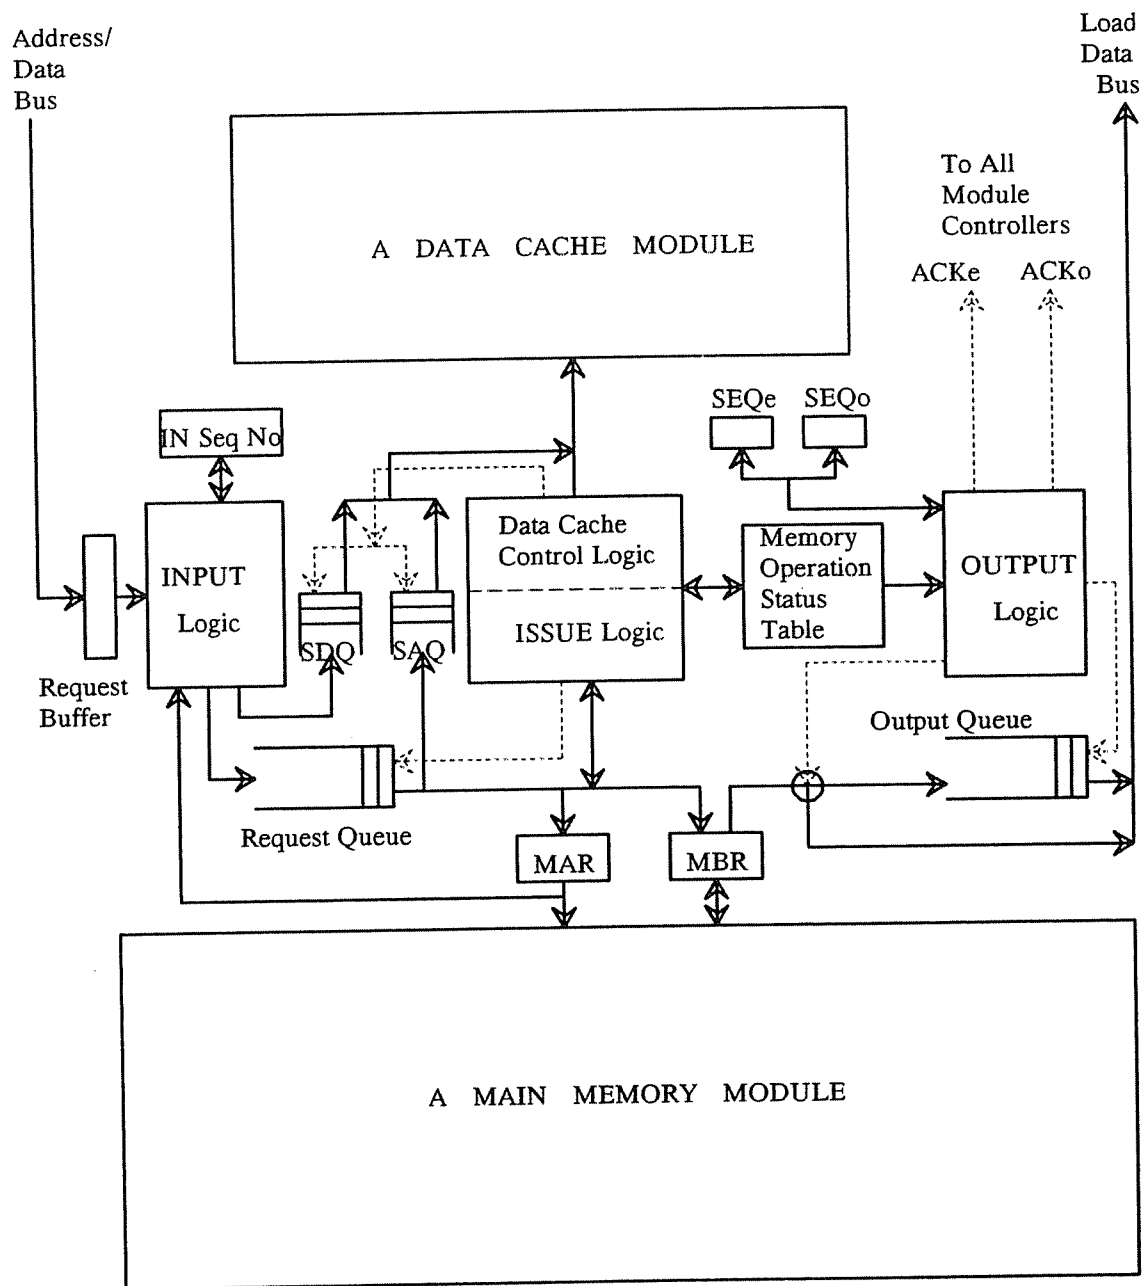 Address/
Data
Bus
Load
Data
Bus
To All
Module
Controllers
ACKe
ACKo
A DATA CACHE MODULE
SEQe
SEQo
IN Seq No
INPUT
Logic
Data Cache
Control Logic
ISSUE Logic
Memory
Operation
Status
Table
OUTPUT
Logic
SDQ
SAQ
Request
Buffer
Output Queue
Request Queue
MAR
MBR
A MAIN MEMORY MODULE